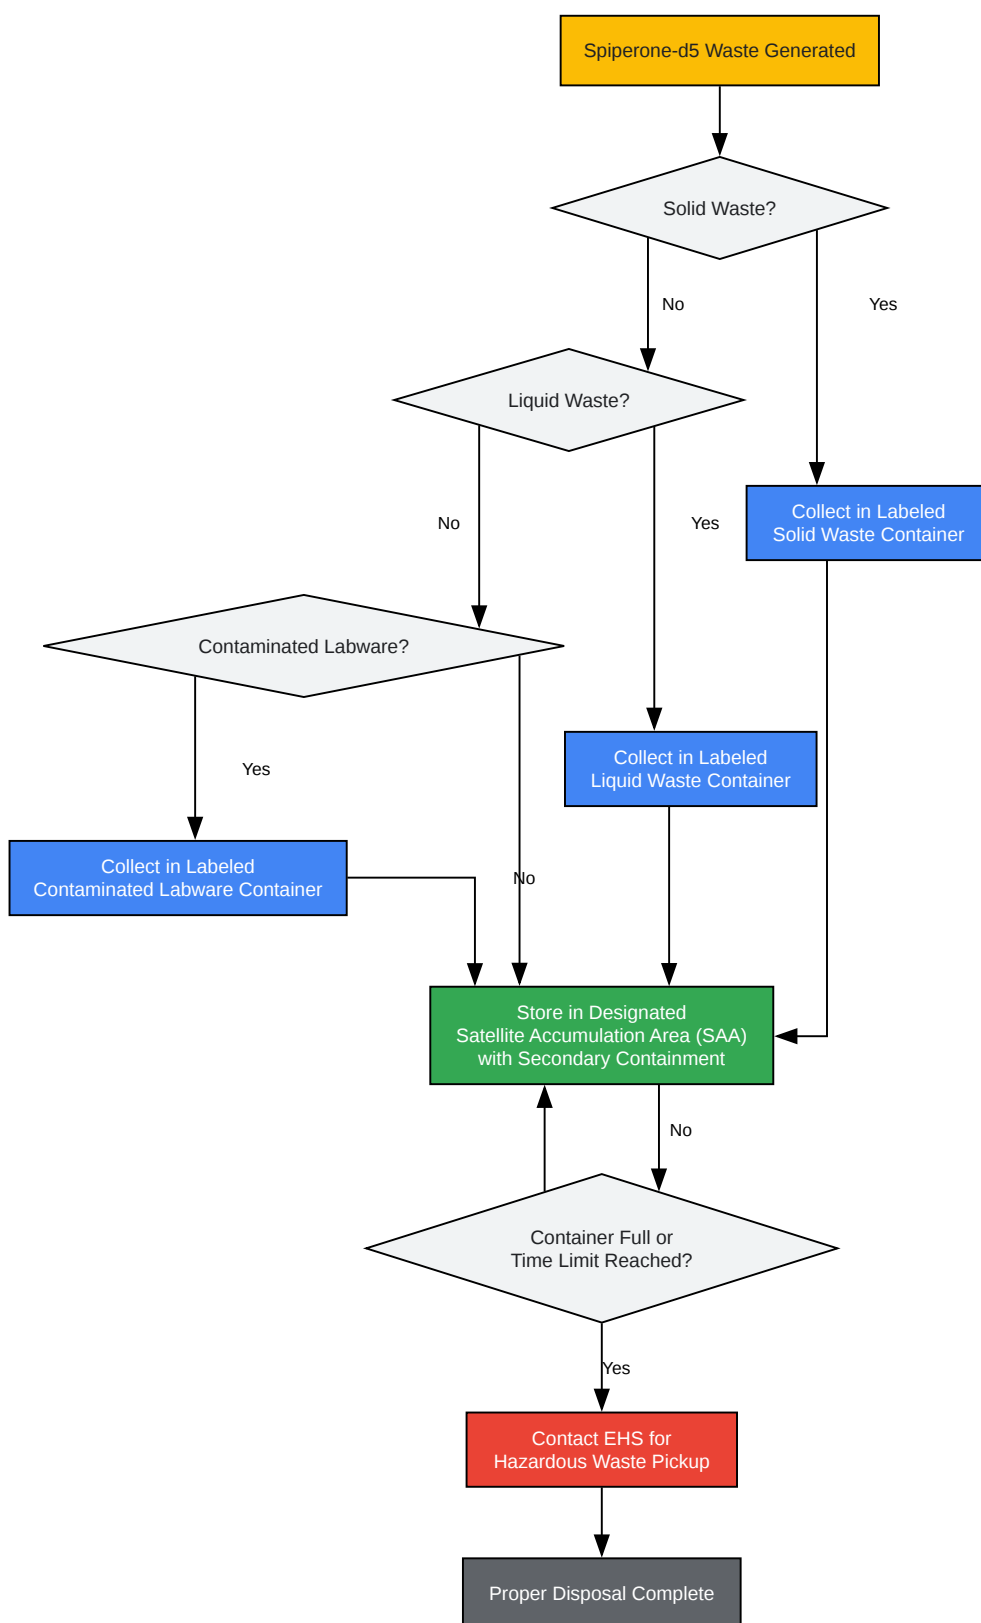 Spiperone-d5 Waste Generated
Solid Waste?
No
Yes
Liquid Waste?
Collect in Labeled
Solid Waste Container
No
Yes
Contaminated Labware?
Collect in Labeled
Liquid Waste Container
Yes
Collect in Labeled
Contaminated Labware Container
No
Store in Designated
Satellite Accumulation Area (SAA)
with Secondary Containment
No
Container Full or
Time Limit Reached?
Yes
Contact EHS for
Hazardous Waste Pickup
Proper Disposal Complete